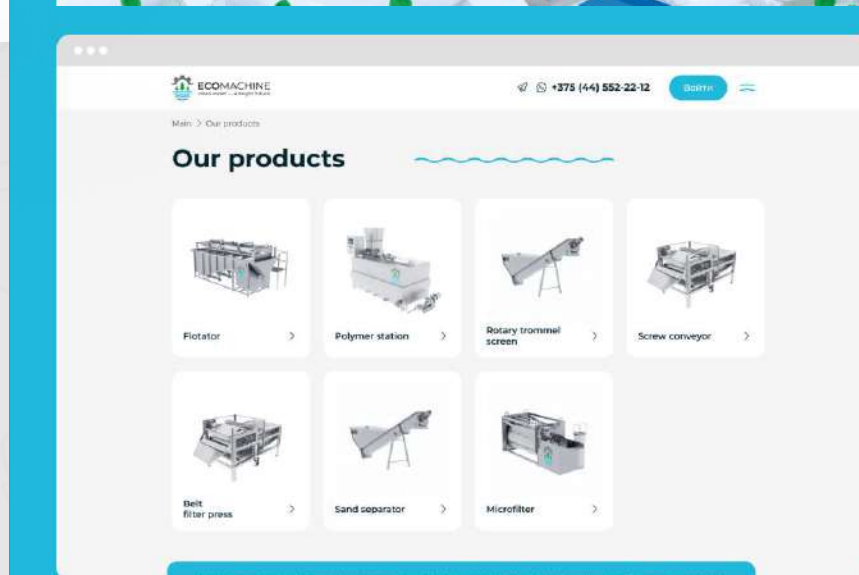 ECOMACHINE
+375 (44) 552-22-12
Войти
Main > Our products
Our products
Flotator
Polymer station
Rotary trommel
screen
Screw conveyor
Belt
filter press
Sand separator
Microfilter